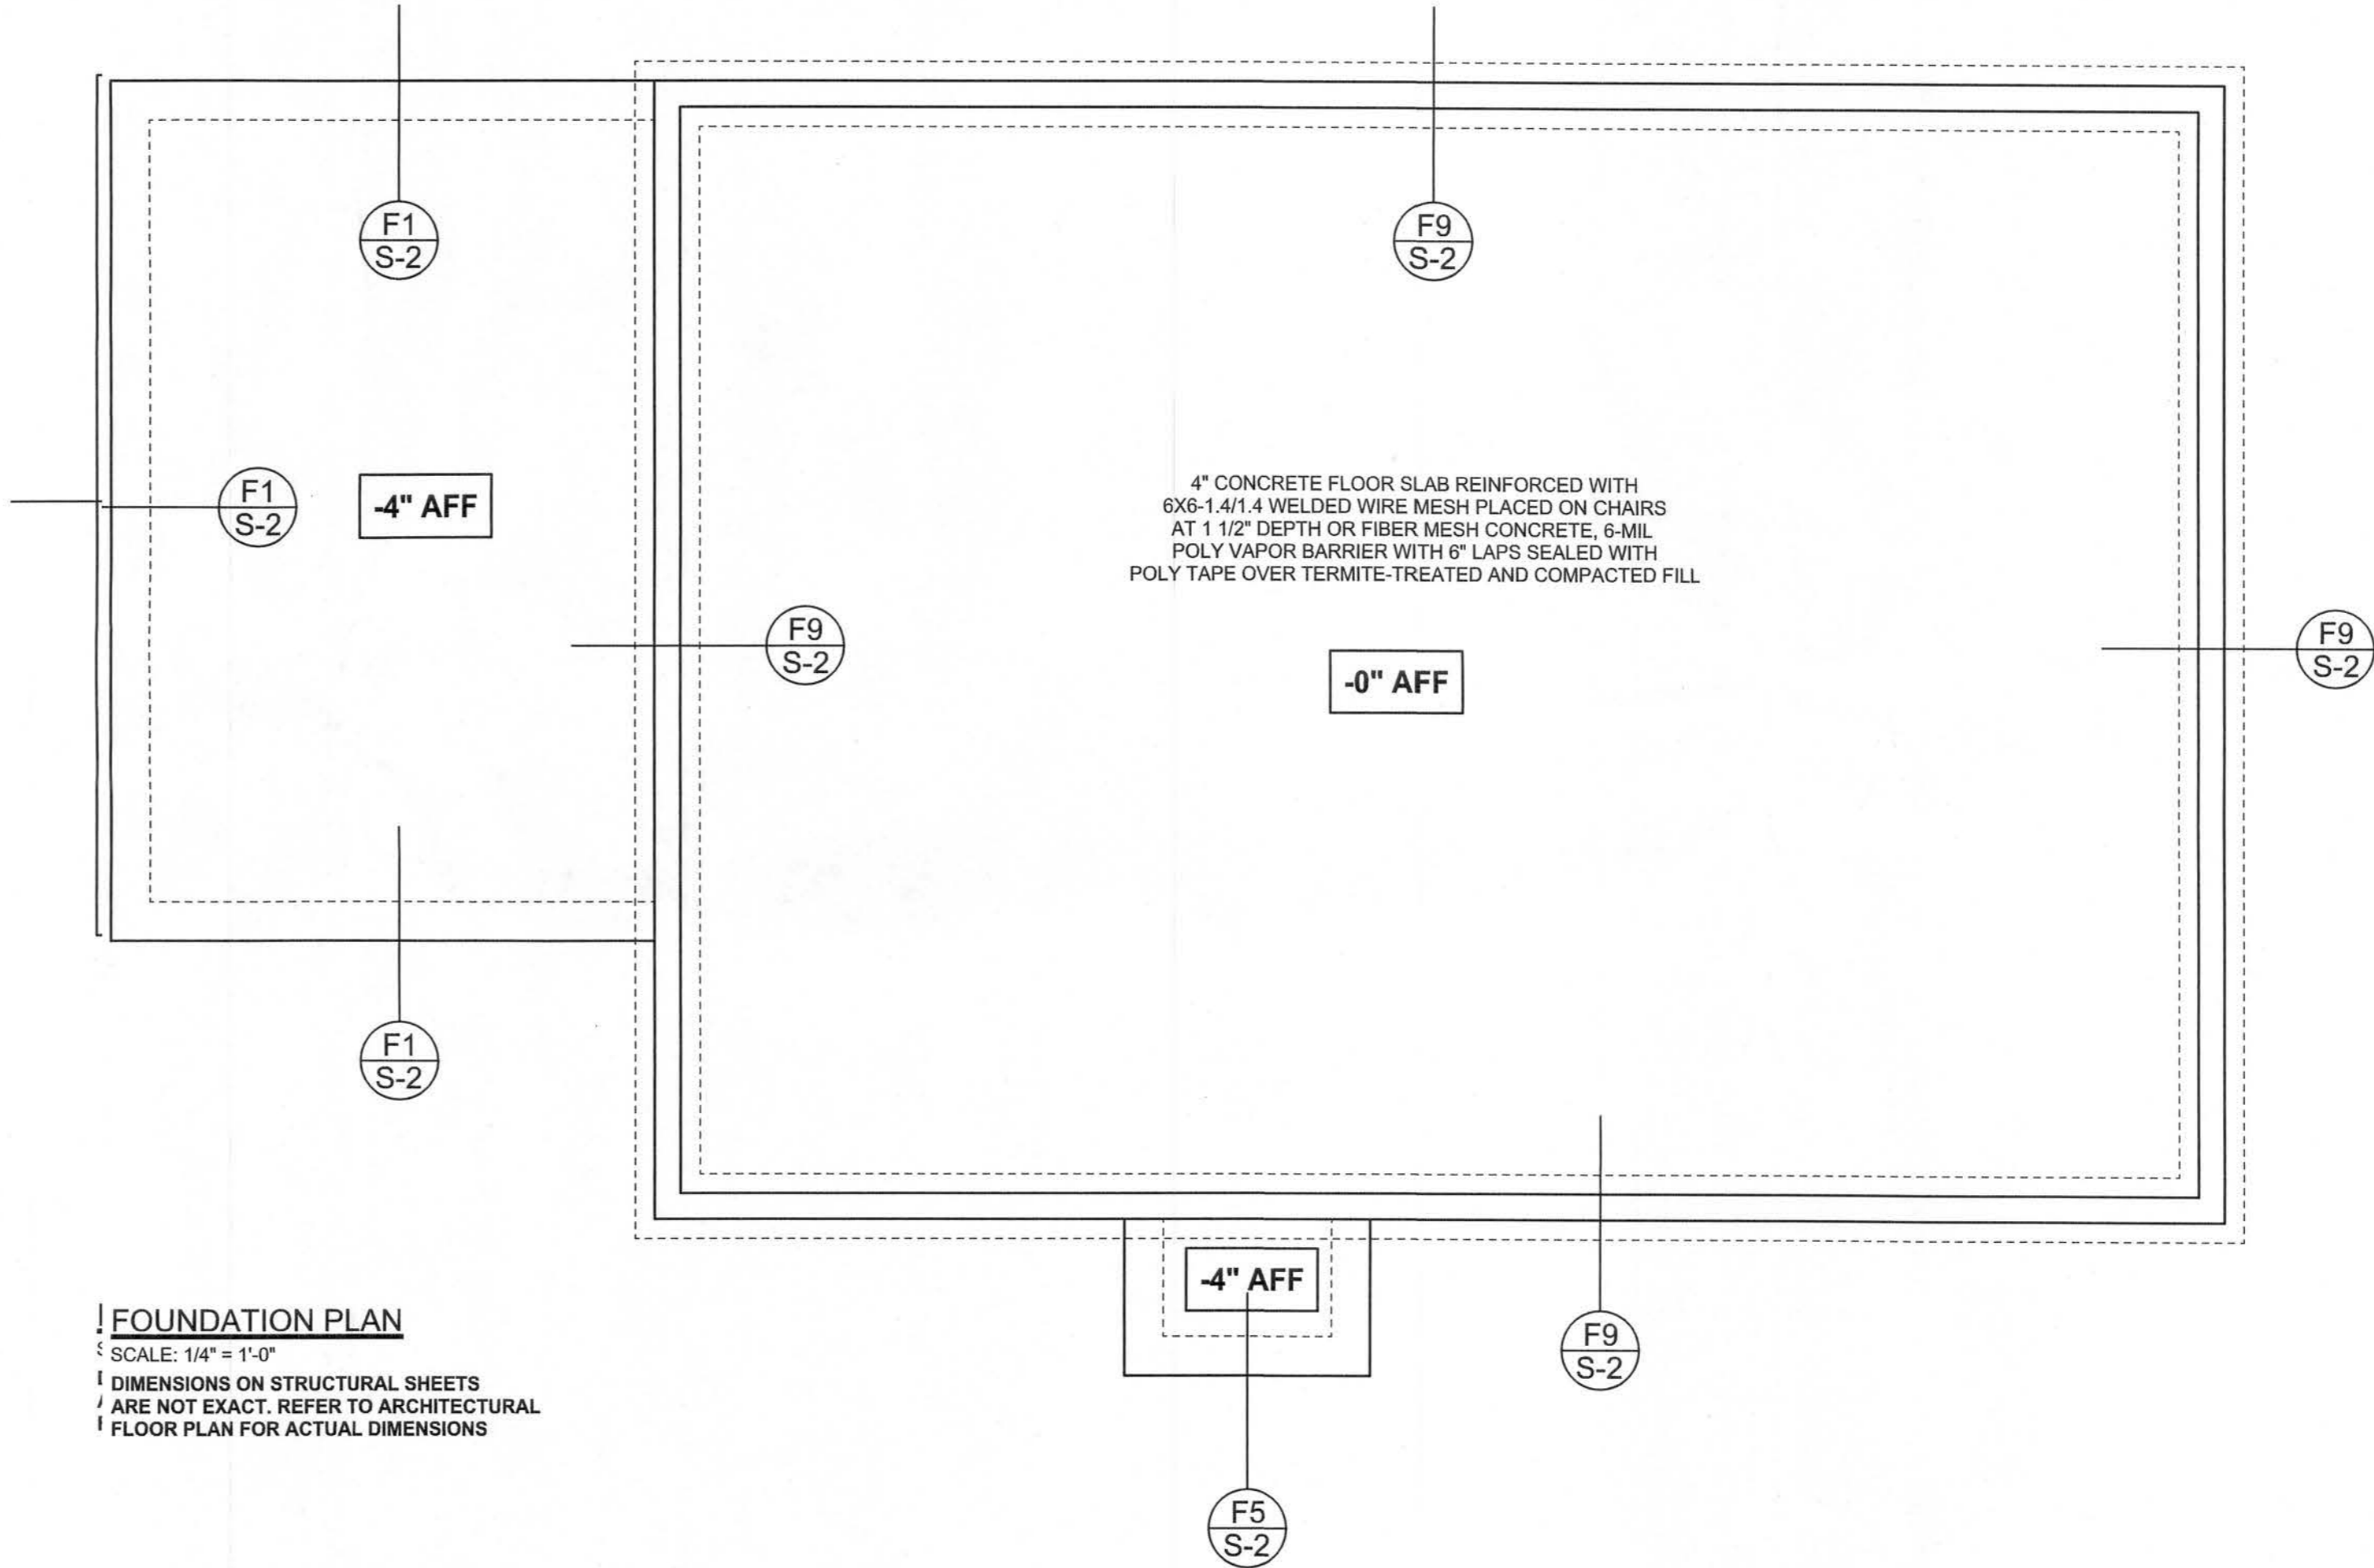 F1
S-2
F9
S-2
F1
S-2
-4" AFF
4" CONCRETE FLOOR SLAB REINFORCED WITH
6X6-1.4/1.4 WELDED WIRE MESH PLACED ON CHAIRS
AT 1 1/2" DEPTH OR FIBER MESH CONCRETE, 6-MIL
POLY VAPOR BARRIER WITH 6" LAPS SEALED WITH
POLY TAPE OVER TERMITE-TREATED AND COMPACTED FILL
F9
S-2
-0" AFF
F9
S-2
F1
S-2
-4" AFF
F9
S-2
F5
S-2
FOUNDATION PLAN
SCALE: 1/4" = 1'-0"
DIMENSIONS ON STRUCTURAL SHEETS
ARE NOT EXACT. REFER TO ARCHITECTURAL
FLOOR PLAN FOR ACTUAL DIMENSIONS